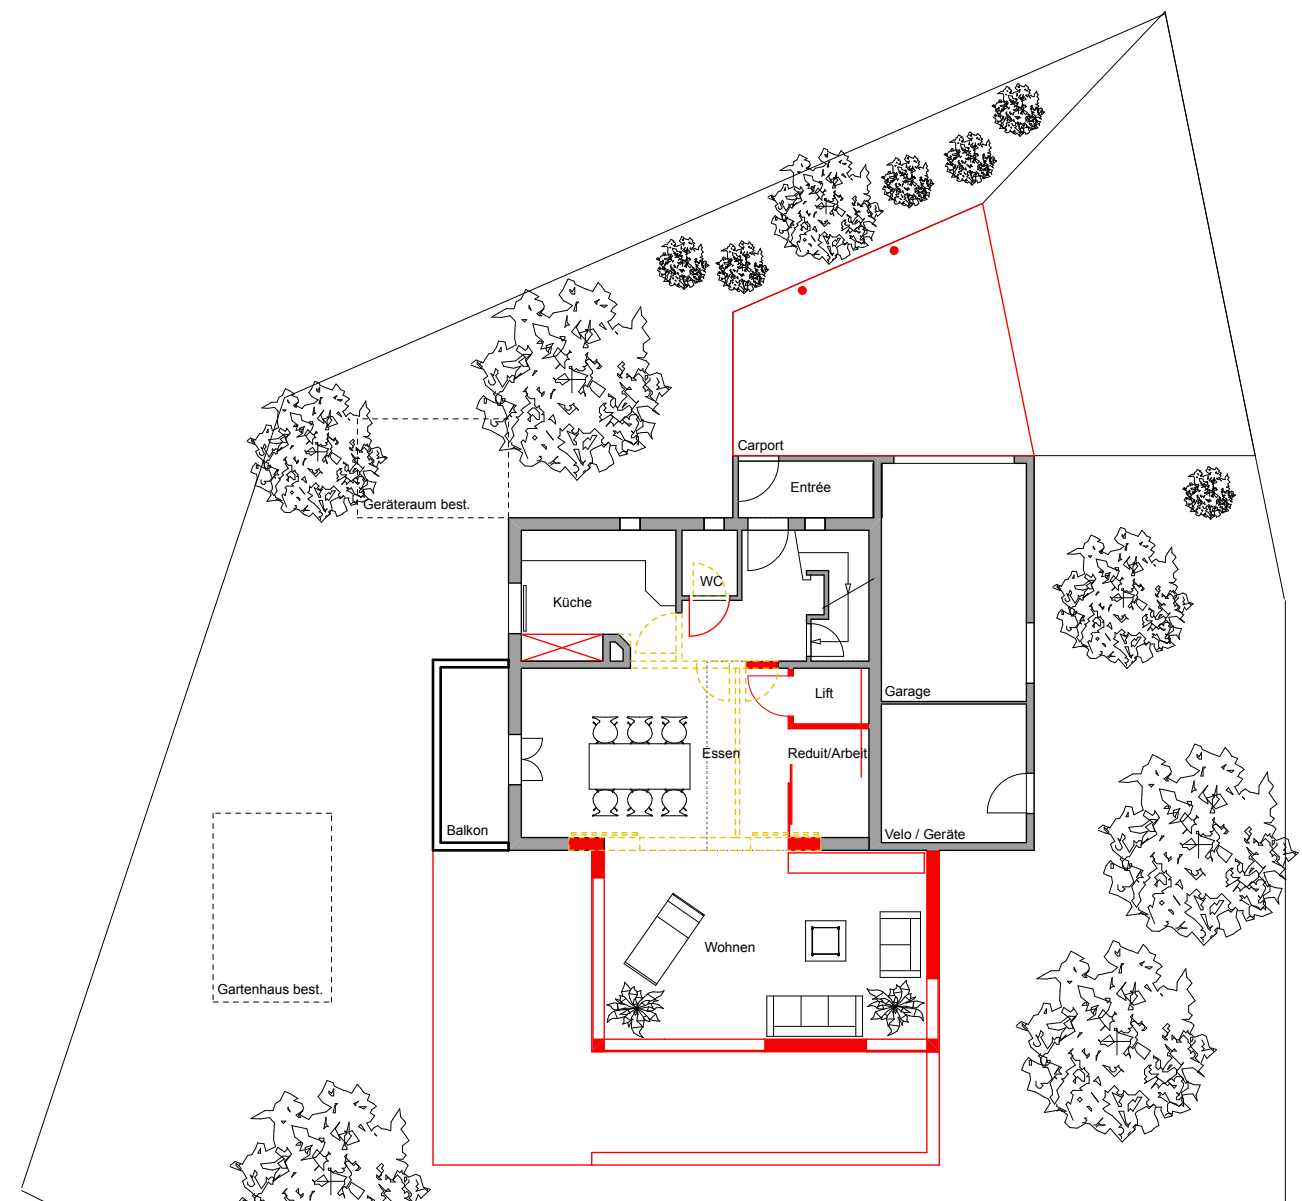 Carport
Entrée
Geräteraum best.
WC
Küche
Garage
Lift
Essen
Reduit/Arbeit
Balkon
Velo / Geräte
Wohnen
Gartenhaus best.